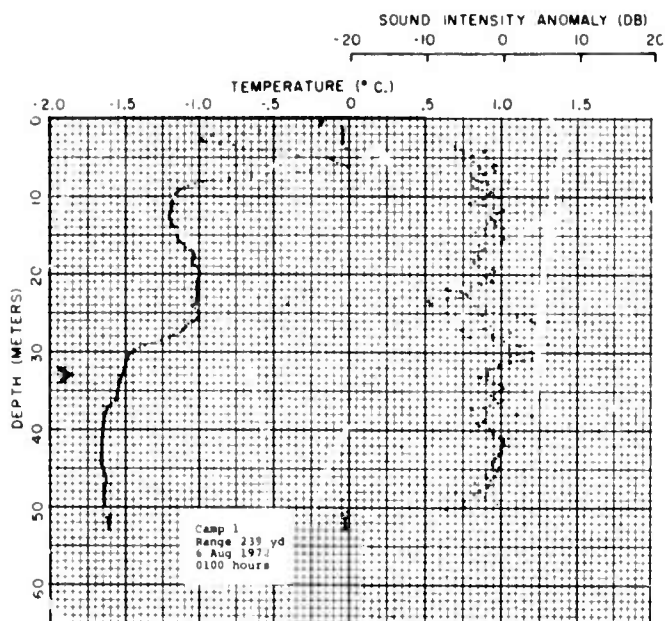 SOUND INTENSITY ANOMALY (DB)
-20 -10 0 10 20
TEMPERATURE (° C.)
-2.0 -1.5 -1.0 -.5 0 .5 1.0 1.5
0
10
20
30
40
50
60
DEPTH (METERS)
Camp 1
Range 239 yd
6 Aug 1972
0100 hours